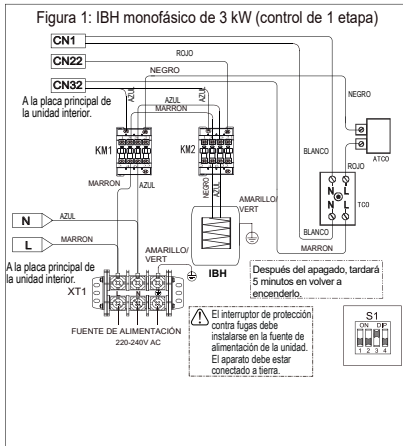 Figura 1: IBH monofásico de 3 kW (control de 1 etapa)
CN1
CN22
CN32
ROJO
NEGRO
A la placa principal de
la unidad interior.
AZUL
AZUL
MARRON
AZUL
NEGRO
KM1
KM2
BLANCO
ROJO
ATCO
MARRON
AZUL
NEGRO
AZUL
AMARILLO/
VERT
N
N
L
L
TCO
N
AZUL
L
MARRON
BLANCO
MARRON
AMARILLO/
VERT
IBH
A la placa principal de
la unidad interior.
XT1
L
N
FUENTE DE ALIMENTACIÓN
220-240V AC
Después del apagado, tardará
5 minutos en volver a
encenderlo.
El interruptor de protección
contra fugas debe
instalarse en la fuente de
alimentación de la unidad.
El aparato debe estar
conectado a tierra.
S1
ON DIP
1 2 3 4